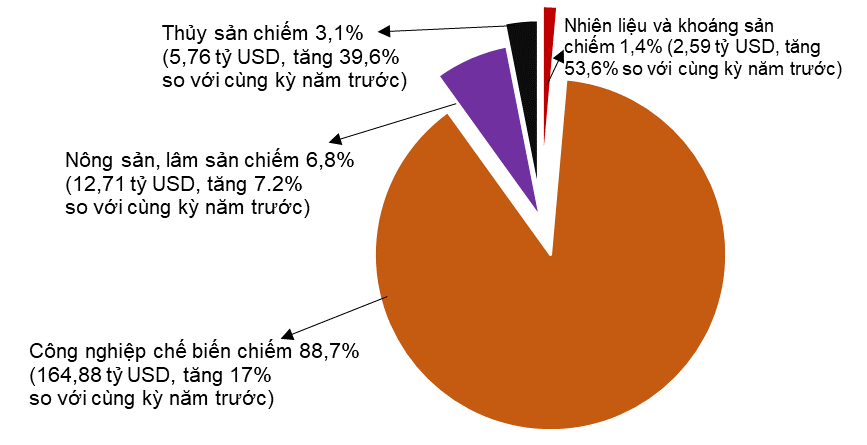 Thủy sản chiếm 3,1%
(5,76 tỷ USD, tăng 39,6%
so với cùng kỳ năm trước)
Nhiên liệu và khoáng sản
chiếm 1,4% (2,59 tỷ USD, tăng
53,6% so với cùng kỳ năm trước)
Nông sản, lâm sản chiếm 6,8%
(12,71 tỷ USD, tăng 7.2%
so với cùng kỳ năm trước)
Công nghiệp chế biến chiếm 88,7%
(164,88 tỷ USD, tăng 17%
so với cùng kỳ năm trước)